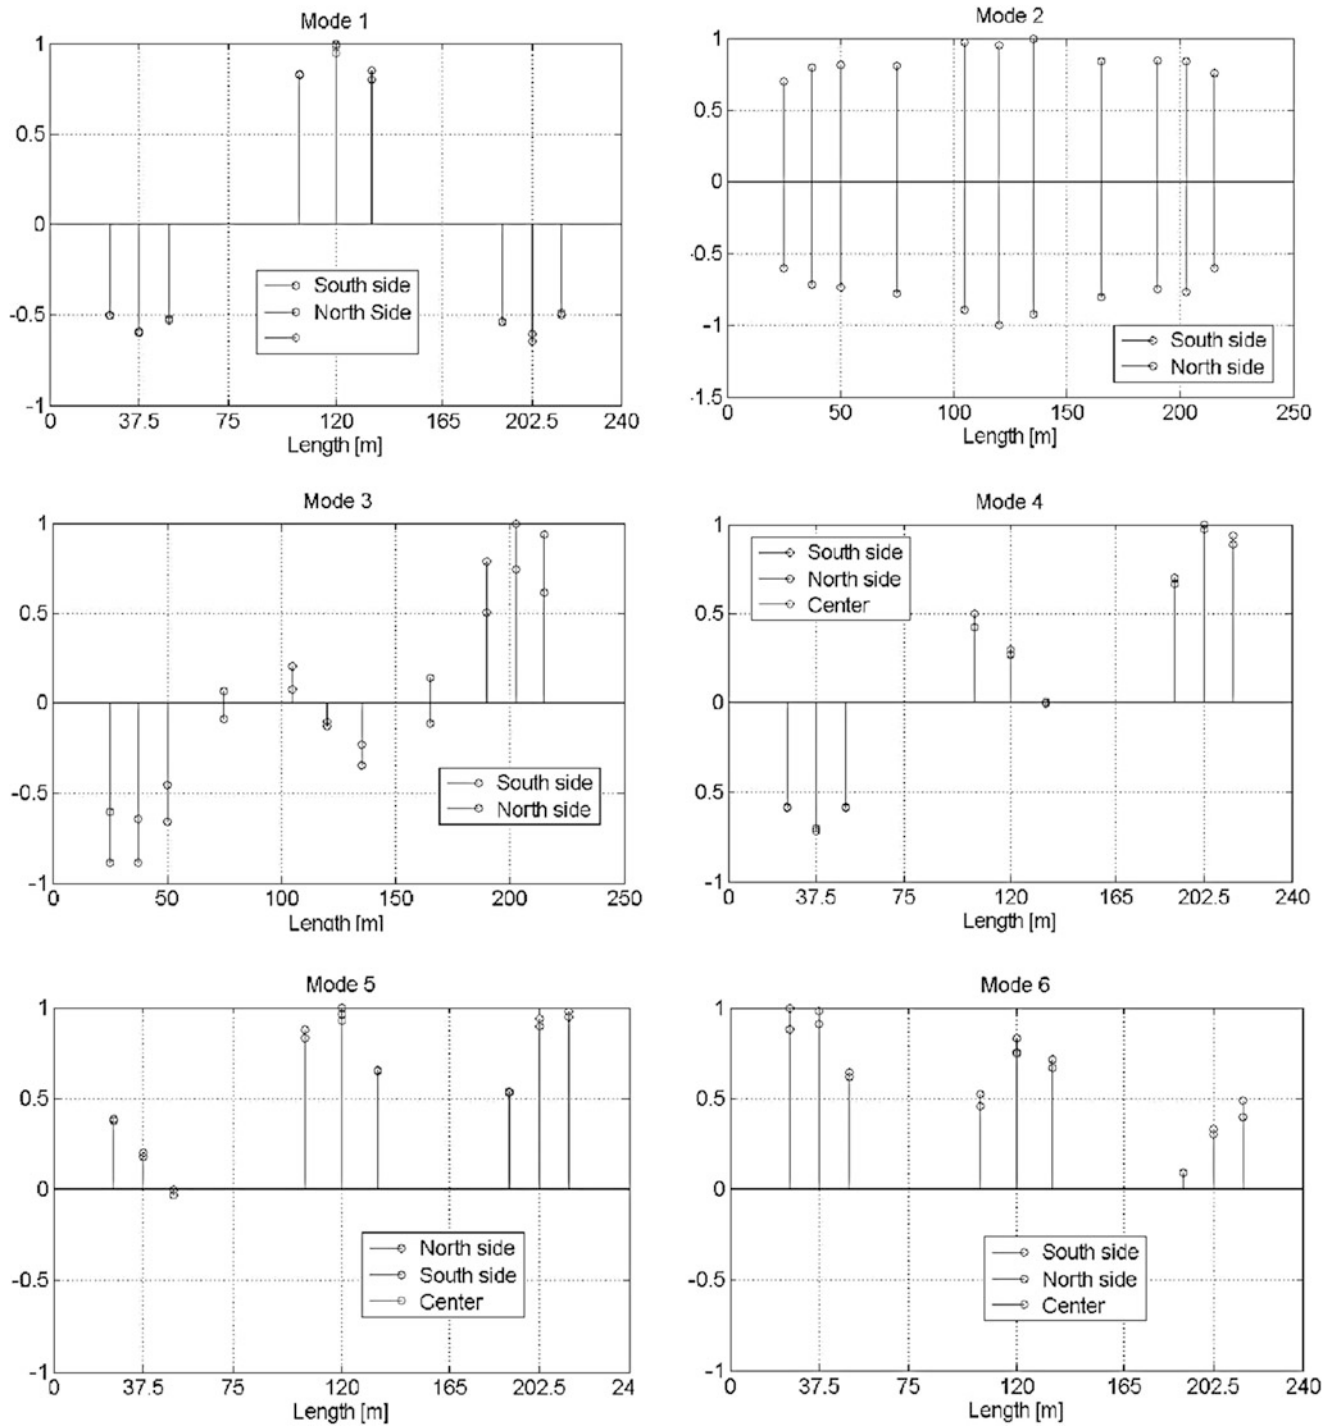 Mode 1
1
0.5
0
-0.5
-1
South side
North Side
0 37.5 75 120 165 202.5 240
Length [m]
Mode 2
1
0.5
0
-0.5
-1
-1.5
South side
North side
0 50 100 150 200 250
Length [m]
Mode 3
1
0.5
0
-0.5
-1
South side
North side
0 50 100 150 200 250
Length [m]
Mode 4
South side
North side
Center
1
0.5
0
0.5
-1
0 37.5 75 120 165 202.5 240
Length [m]
Mode 5
1
0.5
0
-0.5
-1
North side
South side
Center
0 37.5 75 120 165 202.5 24
Length [m]
Mode 6
1
0.5
0
-0.5
-1
South side
North side
Center
0 37.5 75 120 165 202.5 240
Length [m]